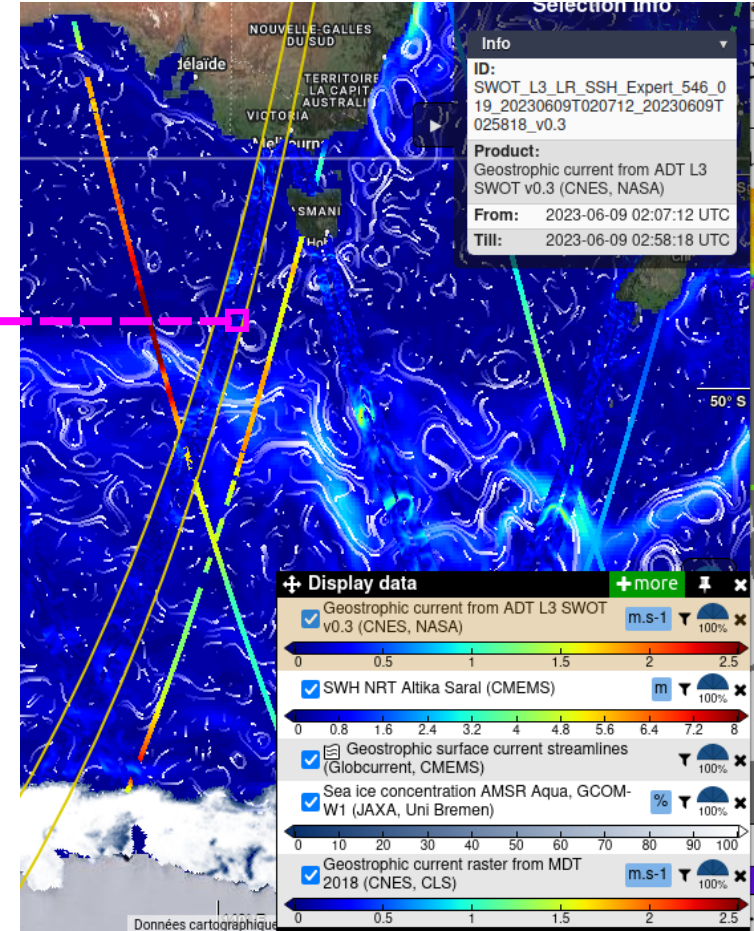 Selection Info
NOUVELLE-GALLES
DU SUD
Info
ID:
SWOT_L3_LR_SSH_Expert_546_0
19_20230609T020712_20230609T
025818_v0.3
délaïde
TERRITOIRE
LA CAPIT
AUSTRALI
VICTORIA
Product:
Geostrophic current from ADT L3
SWOT v0.3 (CNES, NASA)
From: 2023-06-09 02:07:12 UTC
Till: 2023-06-09 02:58:18 UTC
Melbourn
SMANI
Hob
50° S
Display data
+more
Geostrophic current from ADT L3 SWOT
v0.3 (CNES, NASA)
m.s-1
100%
0 0.5 1 1.5 2 2.5
SWH NRT Altika Saral (CMEMS)
m
100%
0 0.8 1.6 2.4 3.2 4 4.8 5.6 6.4 7.2 8
Geostrophic surface current streamlines
(Globcurrent, CMEMS)
100%
Sea ice concentration AMSR Aqua, GCOM-
W1 (JAXA, Uni Bremen)
%
100%
0 10 20 30 40 50 60 70 80 90 100
Geostrophic current raster from MDT
2018 (CNES, CLS)
m.s-1
100%
0 0.5 1 1.5 2 2.5
Données cartographique